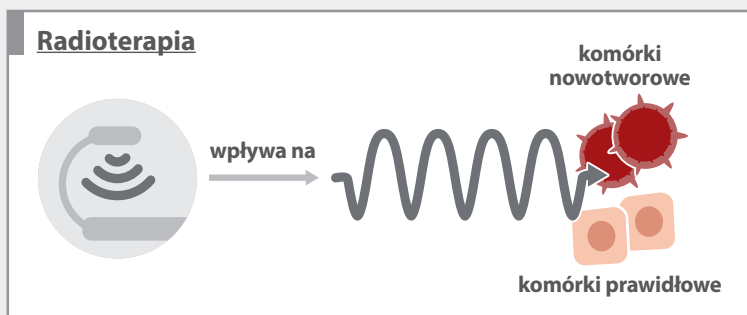 Radioterapia
komórki
nowotworowe
wpływa na
komórki prawidłowe